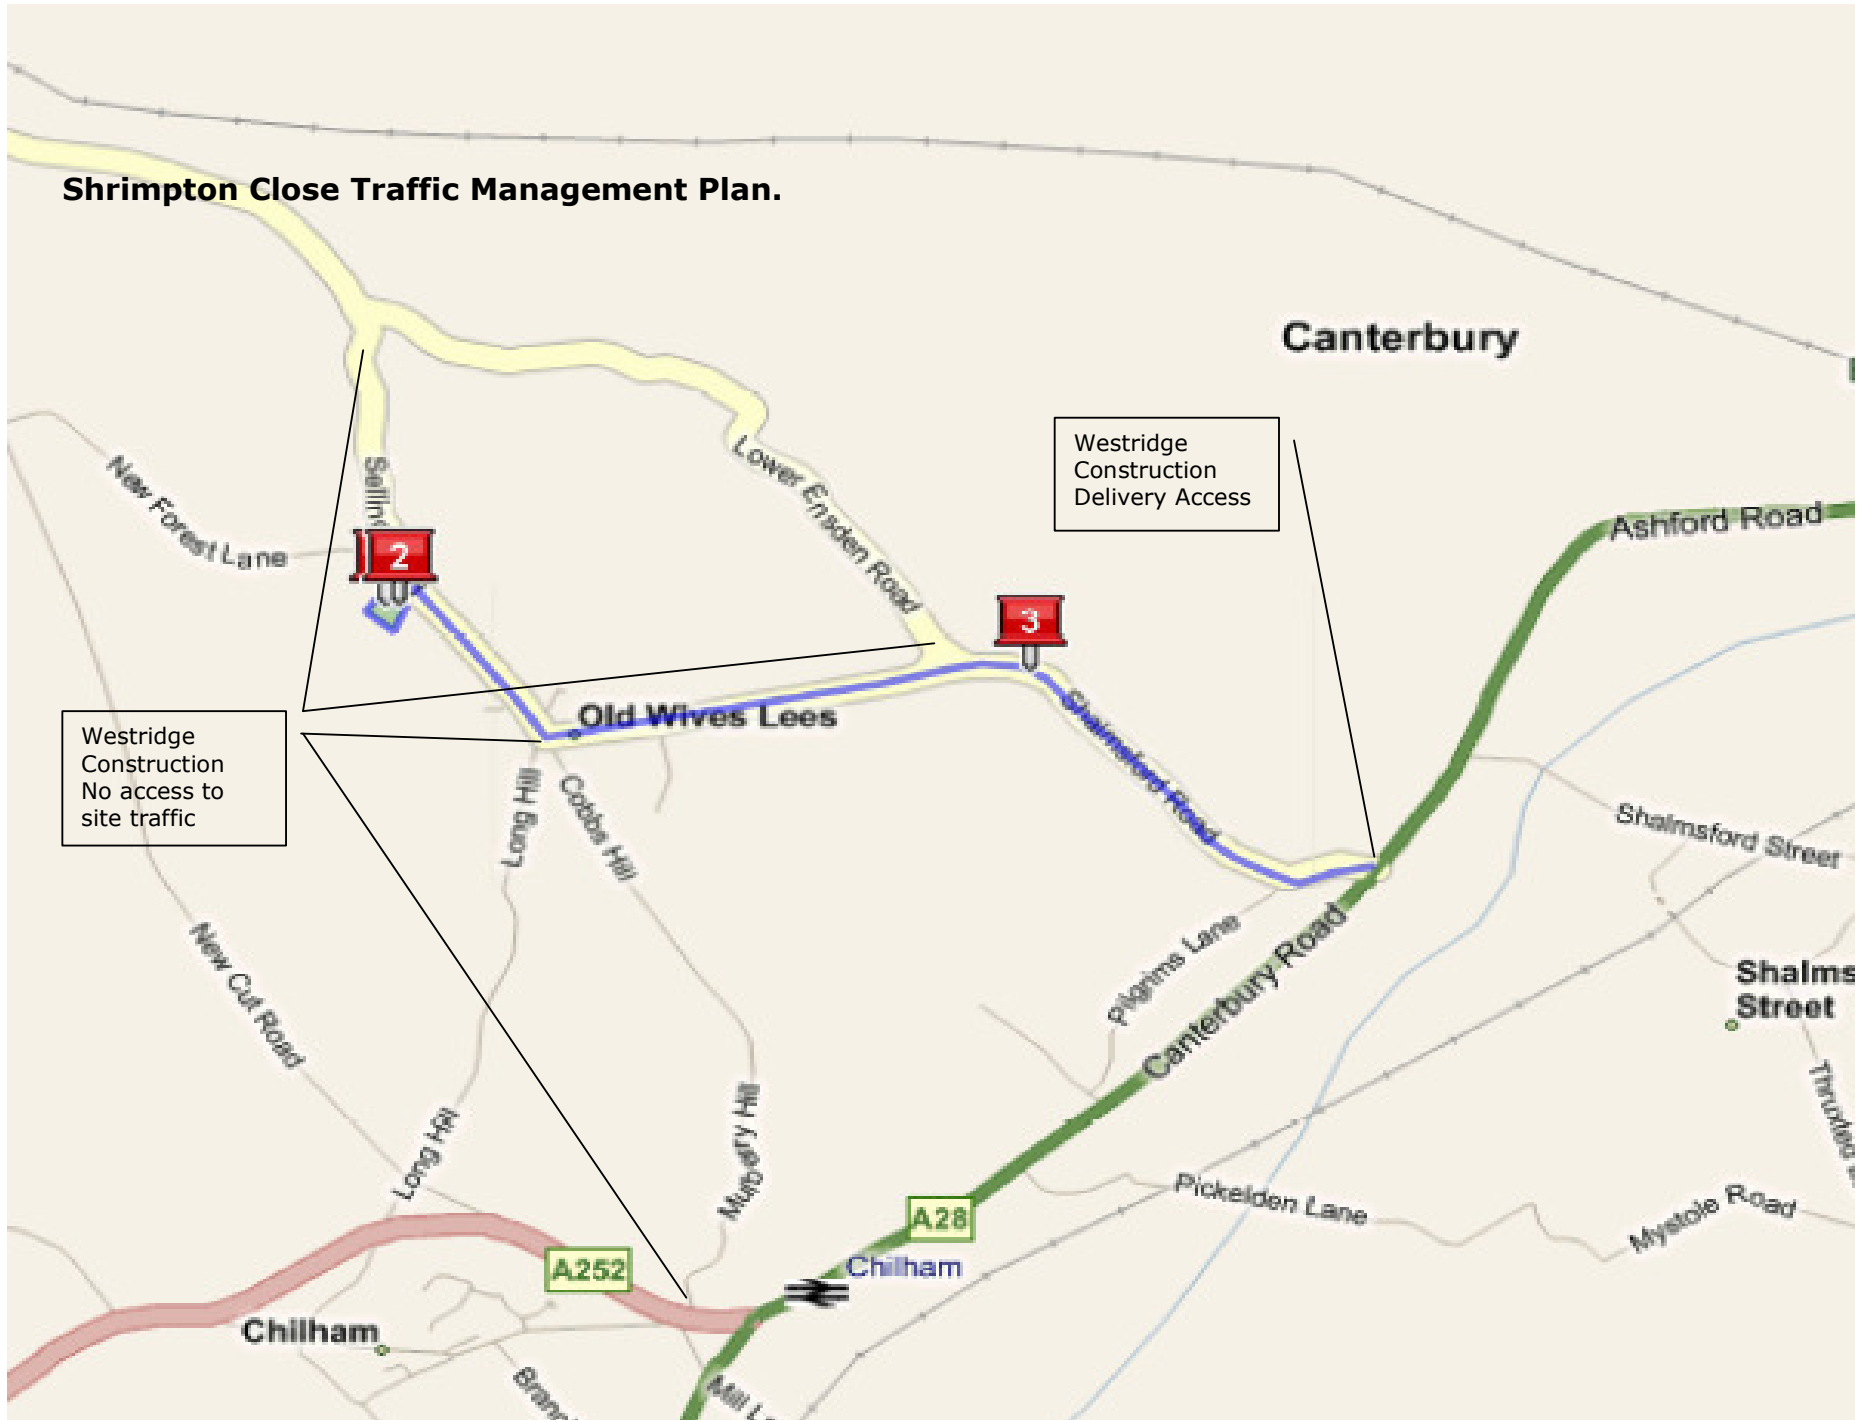 Shrimpton Close Traffic Management Plan.
Canterbury
Westridge
Construction
Delivery Access
Ashford Road
New Forest Lane
2
Lower Ensden Road
3
Old Wives Lees
Shalmsford Road
Westridge
Construction
No access to
site traffic
Long Hill
Cobbs Hill
Shalmsford Street
Pilgrims Lane
Canterbury Road
New Cut Road
Shalms
Street
Long Hill
Mulberry Hill
Pickelden Lane
Mystole Road
A28
A252
Chilham
Chilham
Mill L